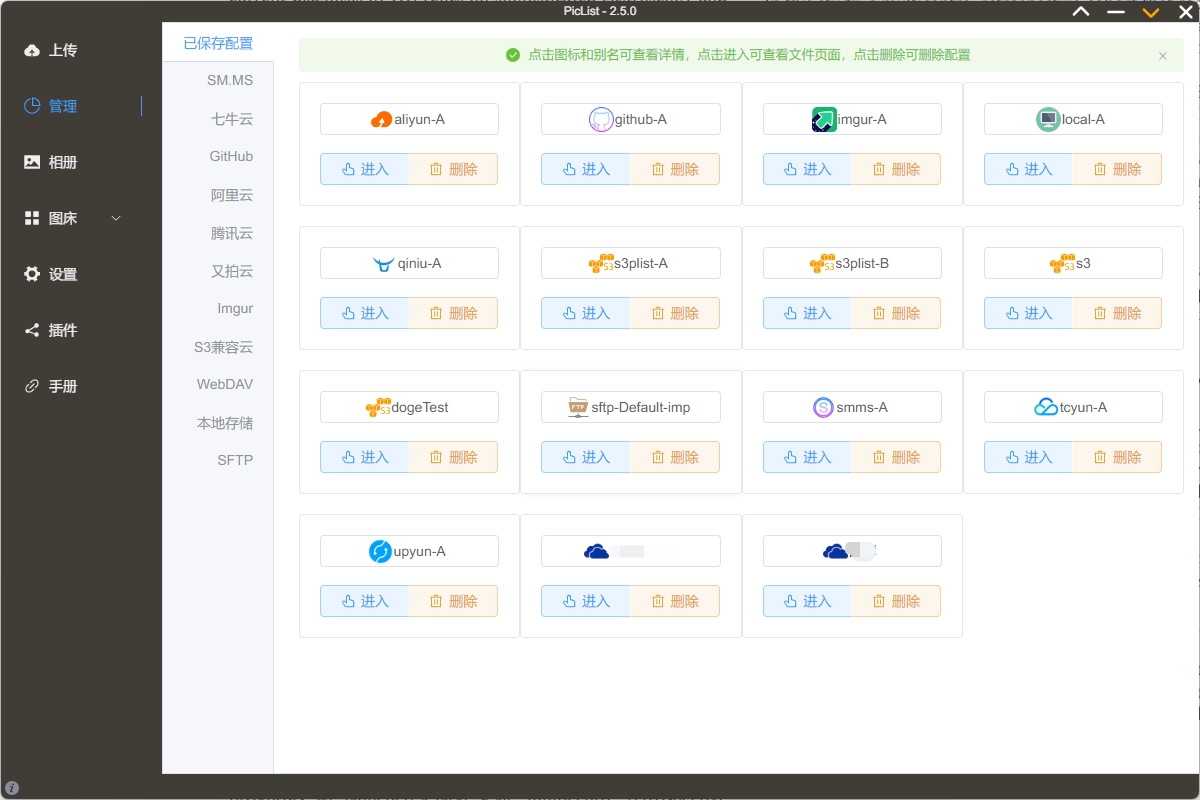 PicList - 2.5.0
上传
管理
相册
图床
设置
插件
手册
已保存配置
SM.MS
七牛云
GitHub
阿里云
腾讯云
又拍云
Imgur
S3兼容云
WebDAV
本地存储
SFTP
点击图标和别名可查看详情，点击进入可查看文件页面，点击删除可删除配置
aliyun-A github-A imgur-A local-A
进入 删除 进入 删除 进入 删除 进入 删除
qiniu-A S3 s3plist-A S3 s3plist-B S3 s3
进入 删除 进入 删除 进入 删除 进入 删除
S3 dogeTest FTP sftp-Default-imp S smms-A tcyun-A
进入 删除 进入 删除 进入 删除 进入 删除
upyun-A
进入 删除 进入 删除 进入 删除